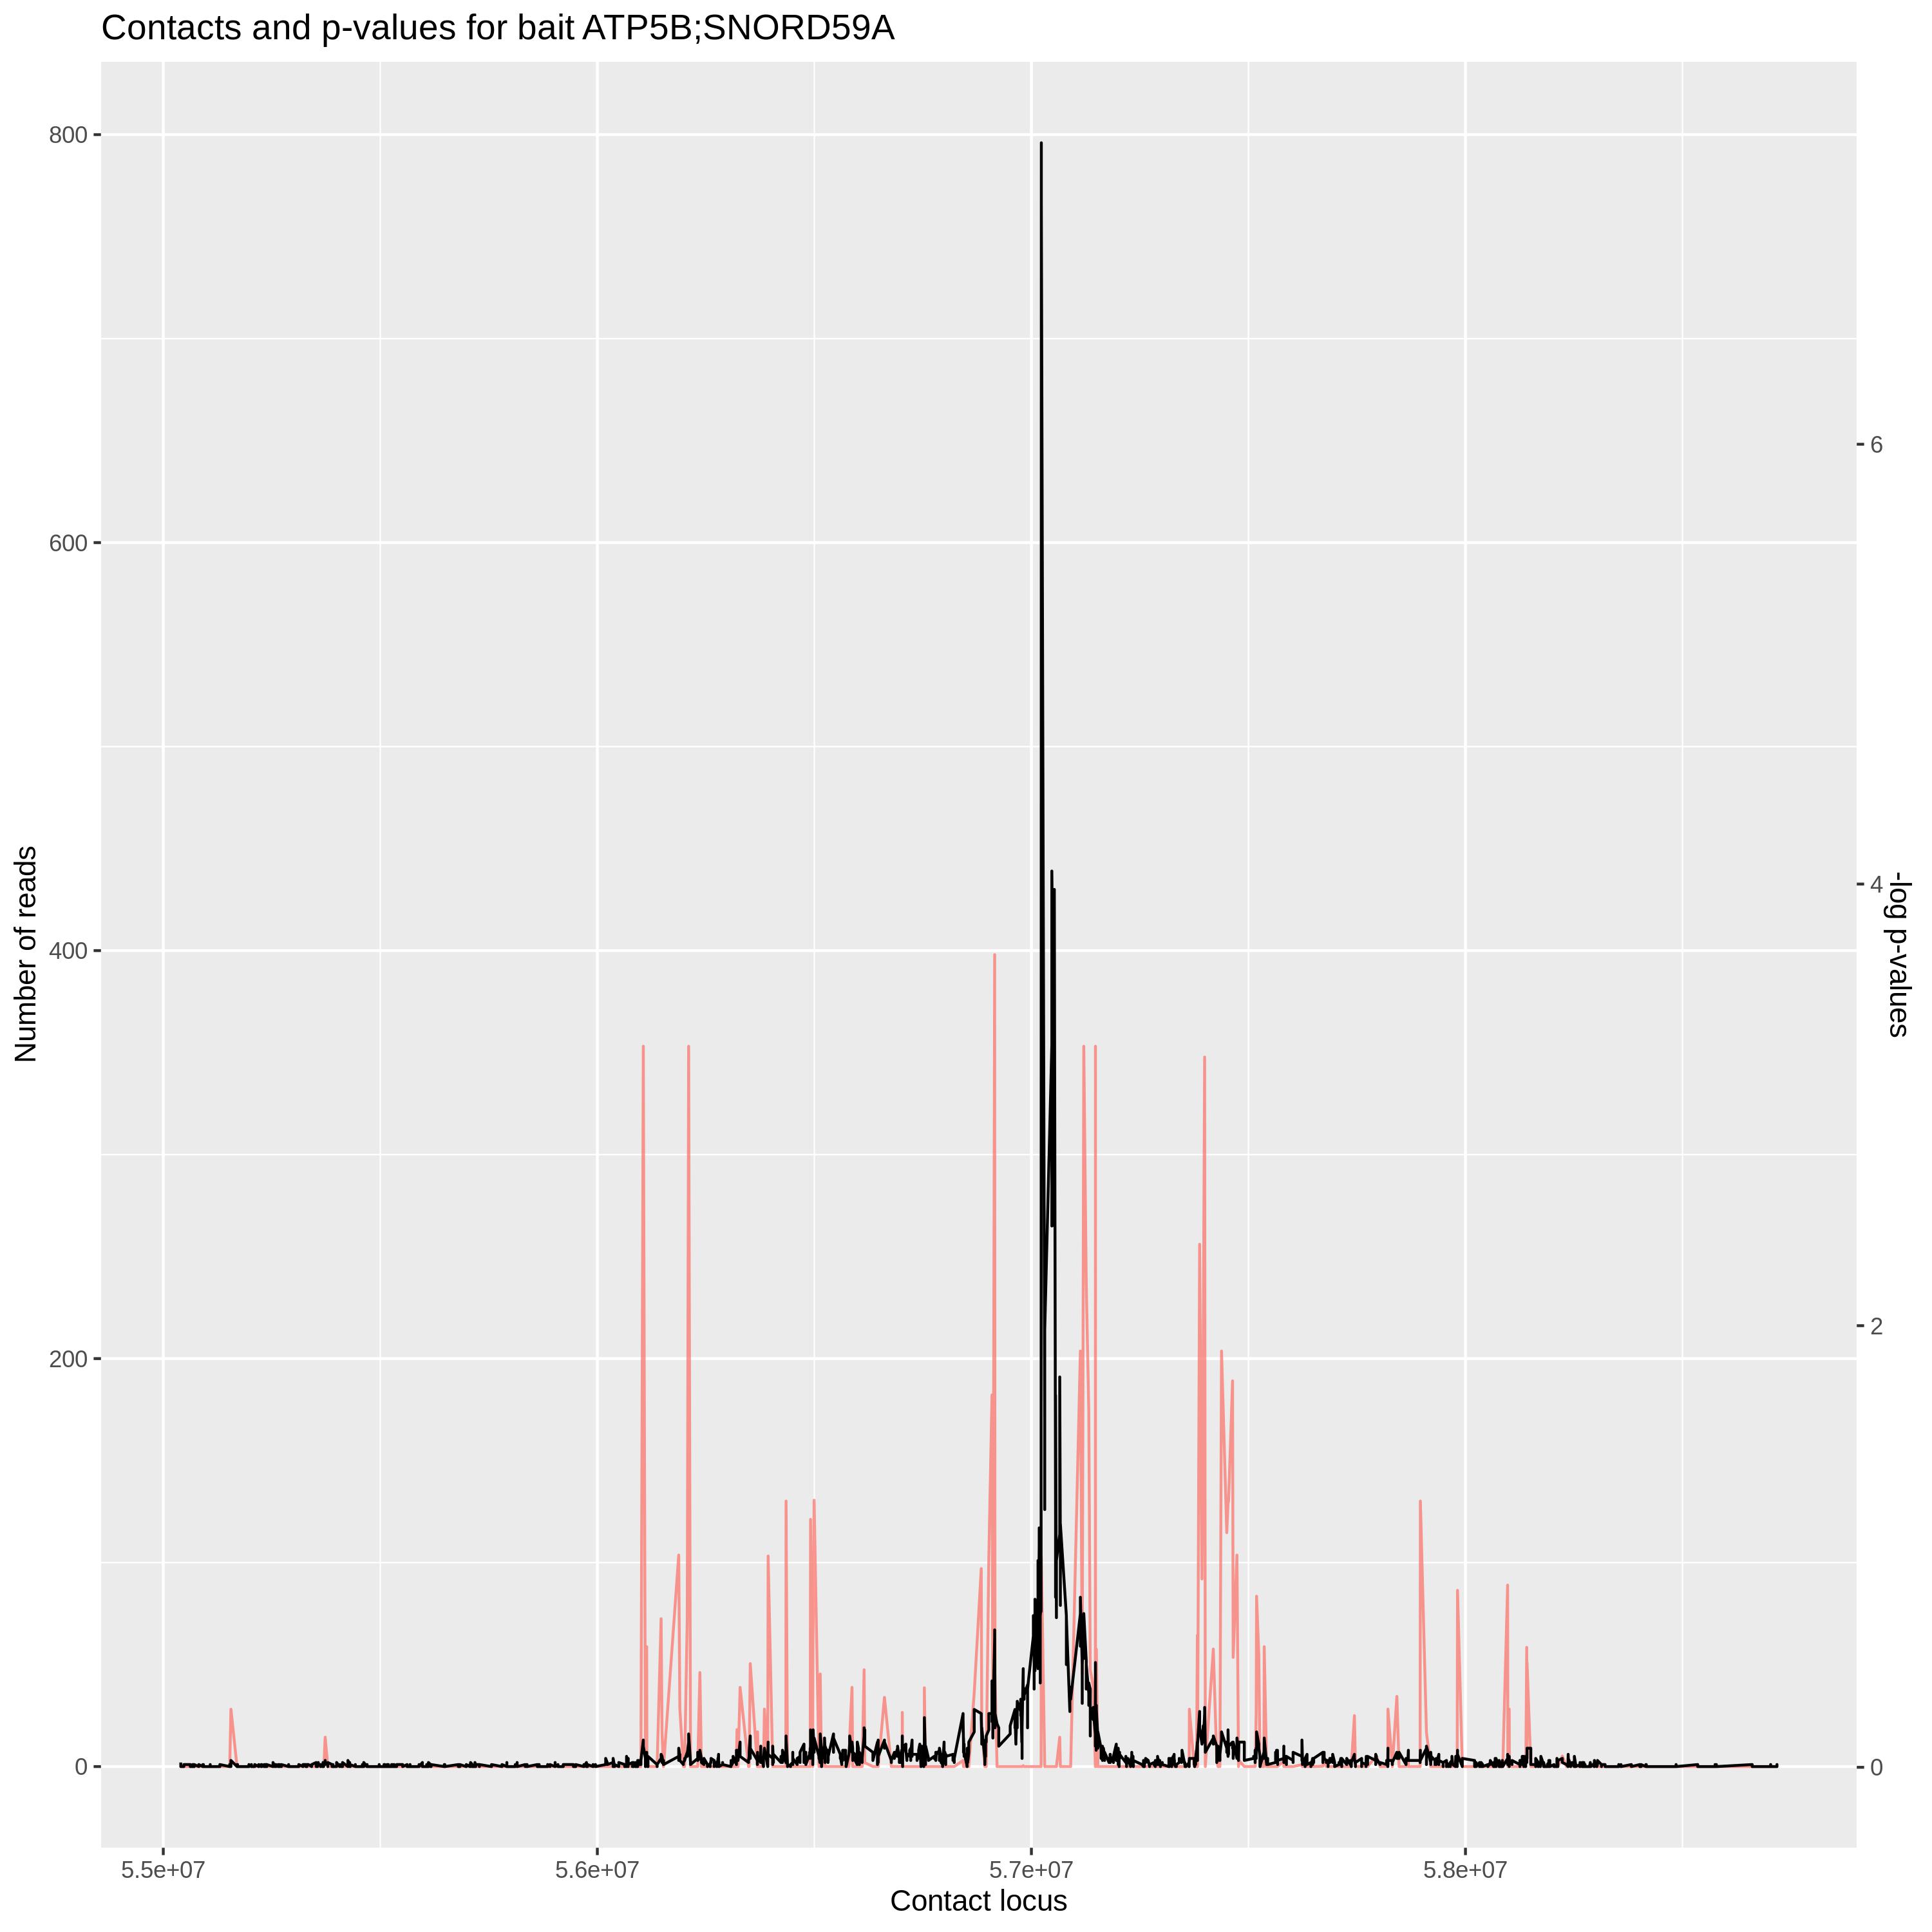 Contacts and p-values for bait ATP5B;SNORD59A
800
600
400
200
0
Number of reads
6
4
2
0
-log p-values
5.5e+07 5.6e+07 5.7e+07 5.8e+07
Contact locus